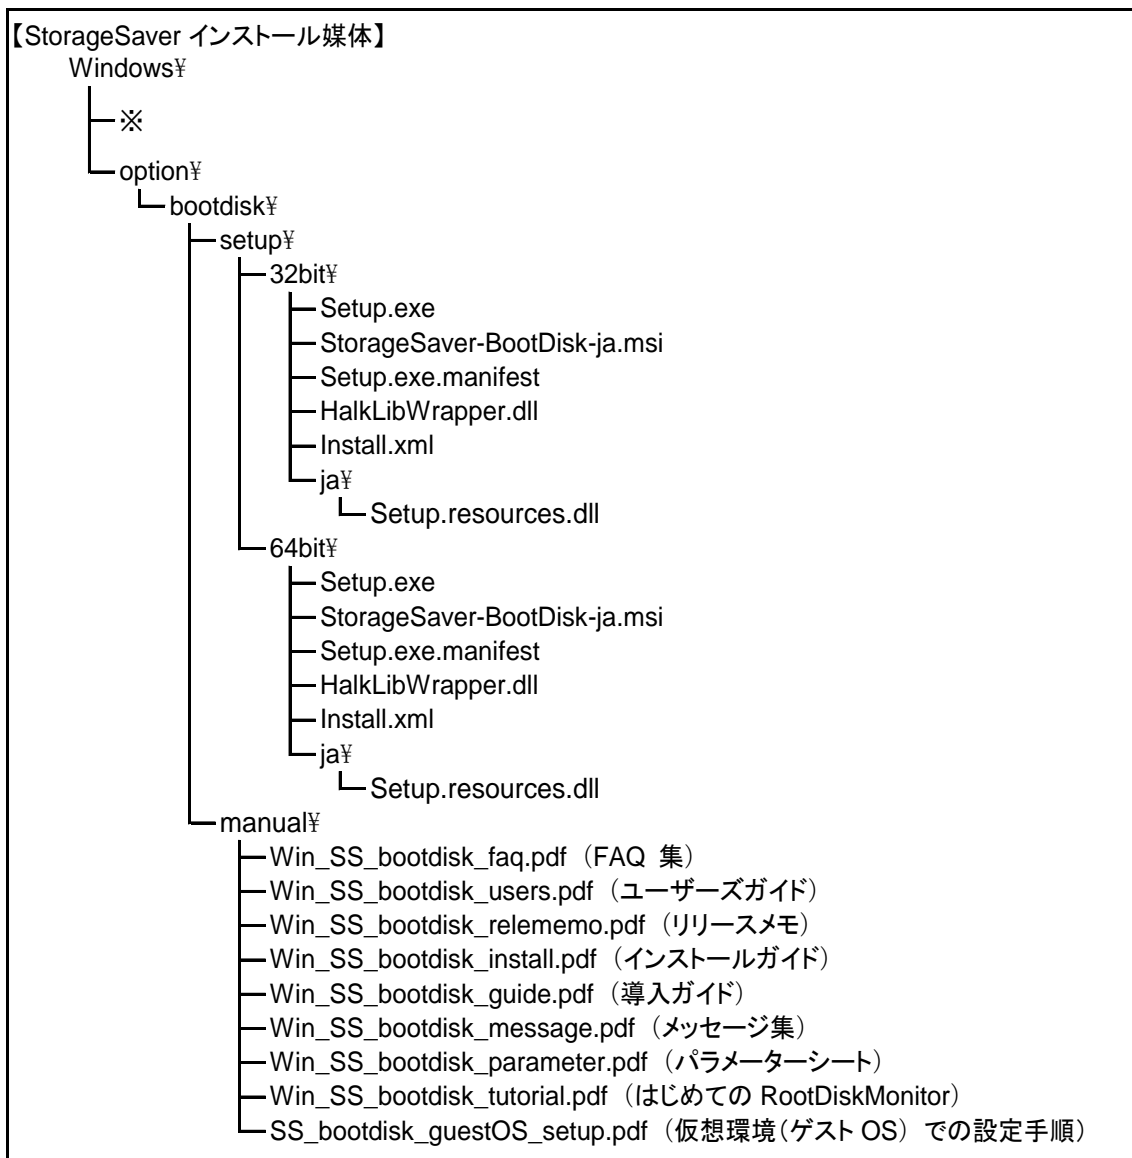 【StorageSaver インストール媒体】
Windows¥
※
option¥
bootdisk¥
setup¥
32bit¥
Setup.exe
StorageSaver-BootDisk-ja.msi
Setup.exe.manifest
HalkLibWrapper.dll
Install.xml
ja¥
Setup.resources.dll
64bit¥
Setup.exe
StorageSaver-BootDisk-ja.msi
Setup.exe.manifest
HalkLibWrapper.dll
Install.xml
ja¥
Setup.resources.dll
manual¥
Win_SS_bootdisk_faq.pdf（FAQ 集）
Win_SS_bootdisk_users.pdf（ユーザーズガイド）
Win_SS_bootdisk_relememo.pdf（リリースメモ）
Win_SS_bootdisk_install.pdf（インストールガイド）
Win_SS_bootdisk_guide.pdf（導入ガイド）
Win_SS_bootdisk_message.pdf（メッセージ集）
Win_SS_bootdisk_parameter.pdf（パラメーターシート）
Win_SS_bootdisk_tutorial.pdf（はじめての RootDiskMonitor）
SS_bootdisk_guestOS_setup.pdf（仮想環境（ゲスト OS）での設定手順）